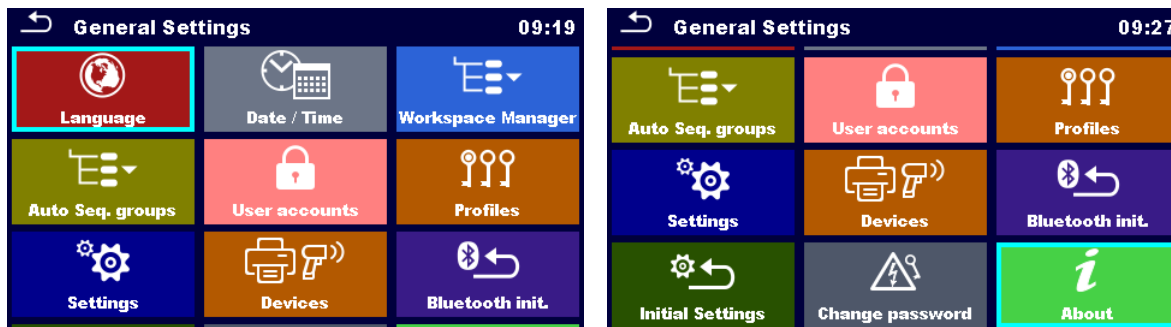 General Settings 09:19
Language Date / Time Workspace Manager
Auto Seq. groups User accounts Profiles
Settings Devices Bluetooth init.
General Settings 09:27
Auto Seq. groups User accounts Profiles
Settings Devices Bluetooth init.
Initial Settings Change password About